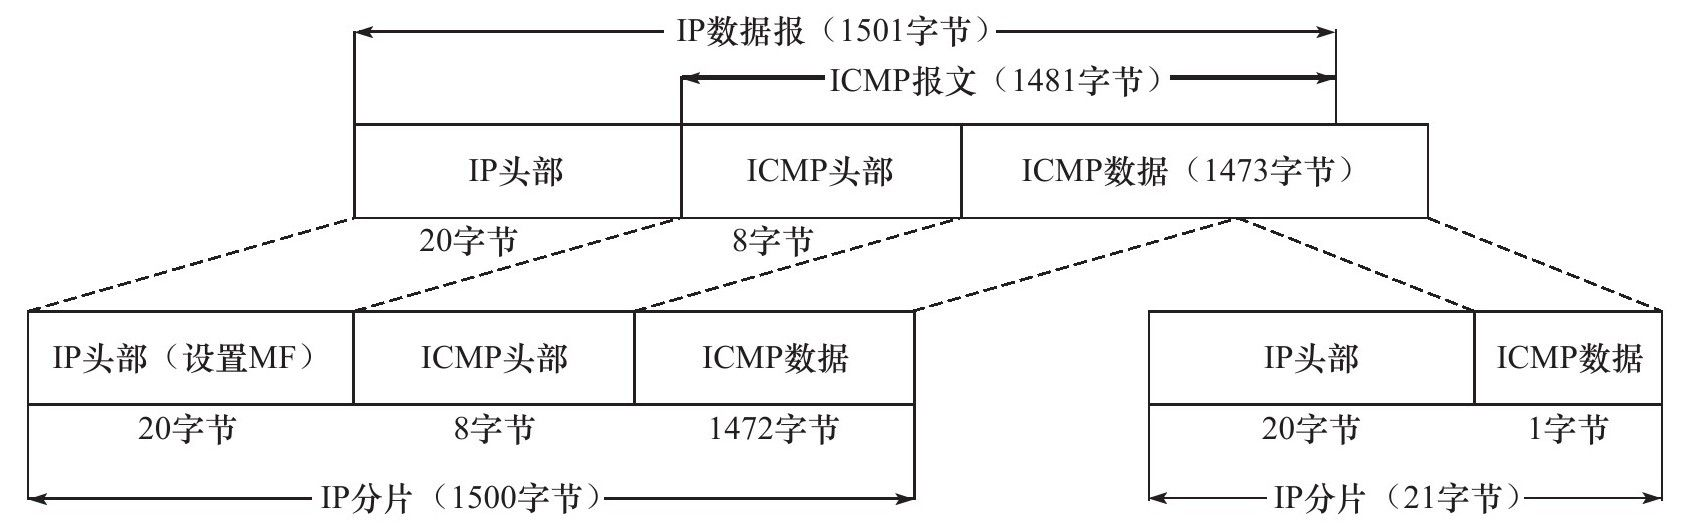 IP数据报（1501字节）
ICMP报文（1481字节）
IP头部 ICMP头部 ICMP数据（1473字节）
20字节 8字节
IP头部（设置MF） ICMP头部 ICMP数据 IP头部 ICMP数据
20字节 8字节 1472字节 20字节 1字节
IP分片（1500字节） IP分片（21字节）